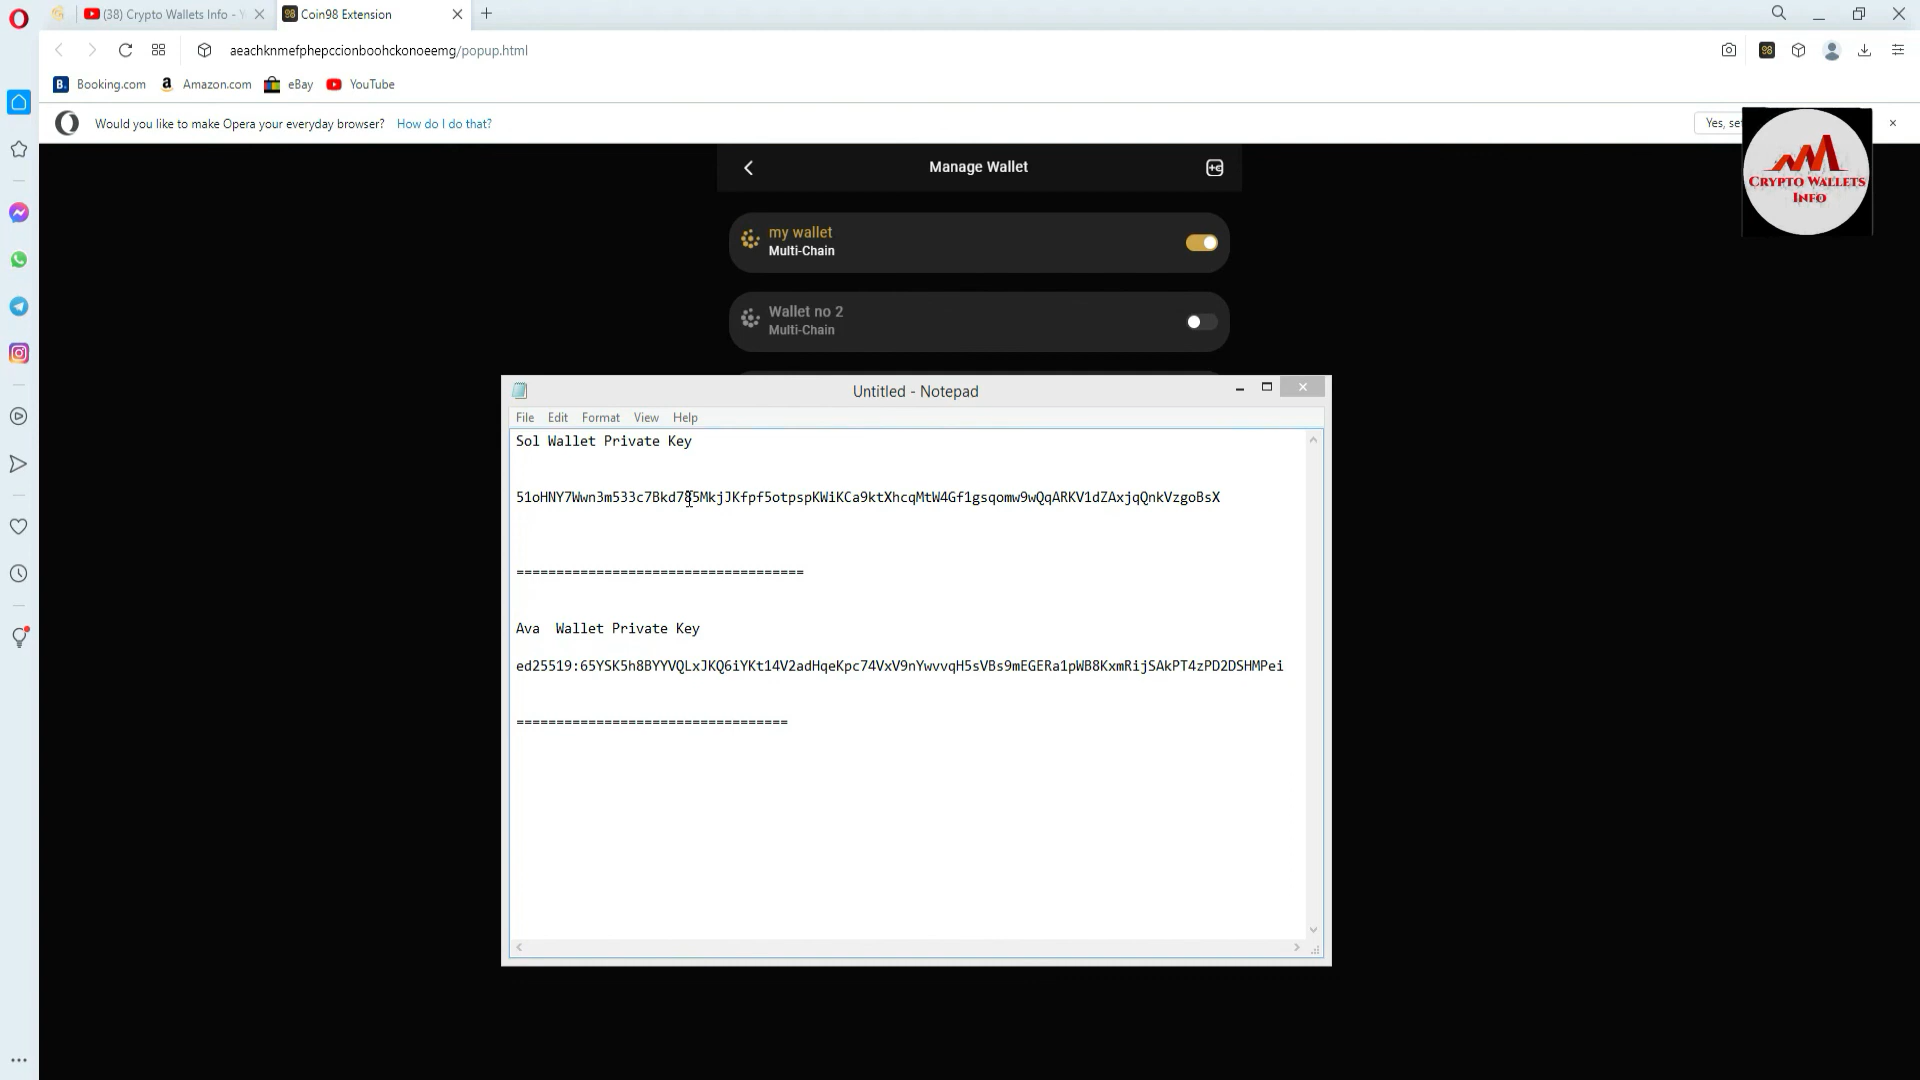 (38) Crypto Wallets Info - Y
Coin98 Extension
aeachknmefphepccionboohckonoeemg/popup.html
B.
Booking.com
Amazon.com
eBay
YouTube
Would you like to make Opera your everyday browser? How do I do that?
Yes, set
Crypto Wallets
Info
Manage Wallet
my wallet
Multi-Chain
Wallet no 2
Multi-Chain
Untitled - Notepad
File Edit Format View Help
Sol Wallet Private Key
51oHNY7Wwn3m533c7Bkd785MkjJKfpf5otpspKWiKCa9ktXhcqMtW4Gf1gsqomw9wQqARKV1dZAxjqQnkVzgoBsX
====================================
Ava  Wallet Private Key
ed25519:65YSK5h8BYYVQLxJKQ6iYKt14V2adHqeKpc74VxV9nYwvvqH5sVBs9mEGERa1pWB8KxmRijSAkPT4zPD2DSHMPei
==================================